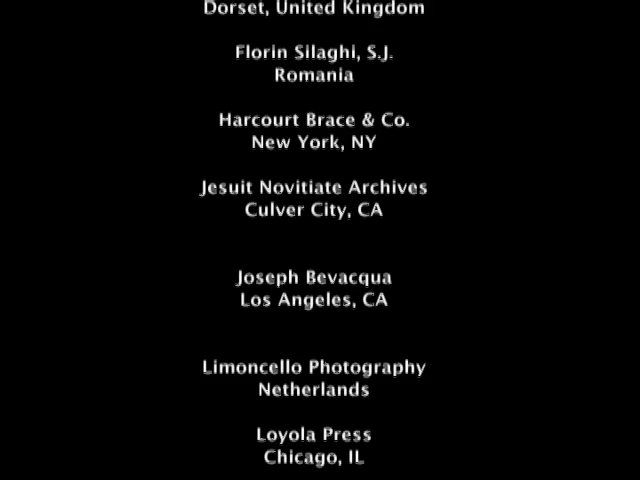 Dorset, United Kingdom
Florin Silaghi, S.J.
Romania
Harcourt Brace & Co.
New York, NY
Jesuit Novitiate Archives
Culver City, CA
Joseph Bevacqua
Los Angeles, CA
Limoncello Photography
Netherlands
Loyola Press
Chicago, IL